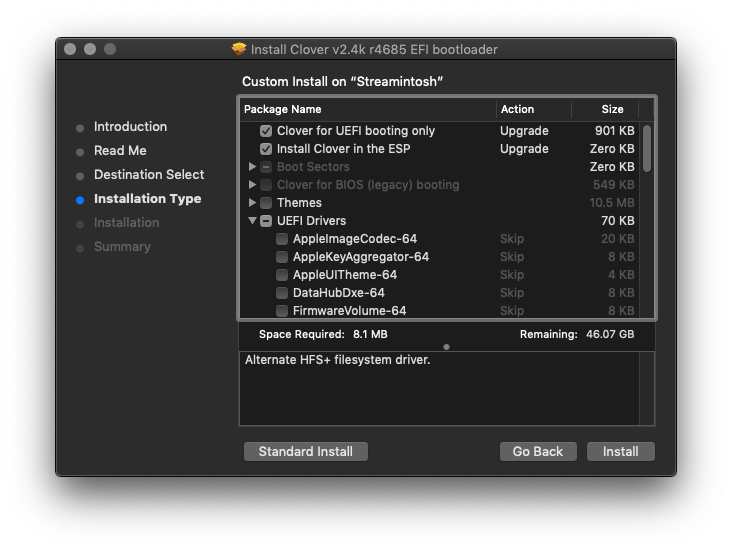 Install Clover v2.4k r4685 EFI bootloader
Custom Install on “Streamintosh”
Introduction
Read Me
Destination Select
Installation Type
Installation
Summary
Package Name Action Size
Clover for UEFI booting only Upgrade 901 KB
Install Clover in the ESP Upgrade Zero KB
Boot Sectors Zero KB
Clover for BIOS (legacy) booting 549 KB
Themes 10.5 MB
UEFI Drivers 70 KB
AppleImageCodec-64 Skip 20 KB
AppleKeyAggregator-64 Skip 8 KB
AppleUITheme-64 Skip 4 KB
DataHubDxe-64 Skip 8 KB
FirmwareVolume-64 Skip 8 KB
Space Required: 8.1 MB Remaining: 46.07 GB
Alternate HFS+ filesystem driver.
Standard Install Go Back Install